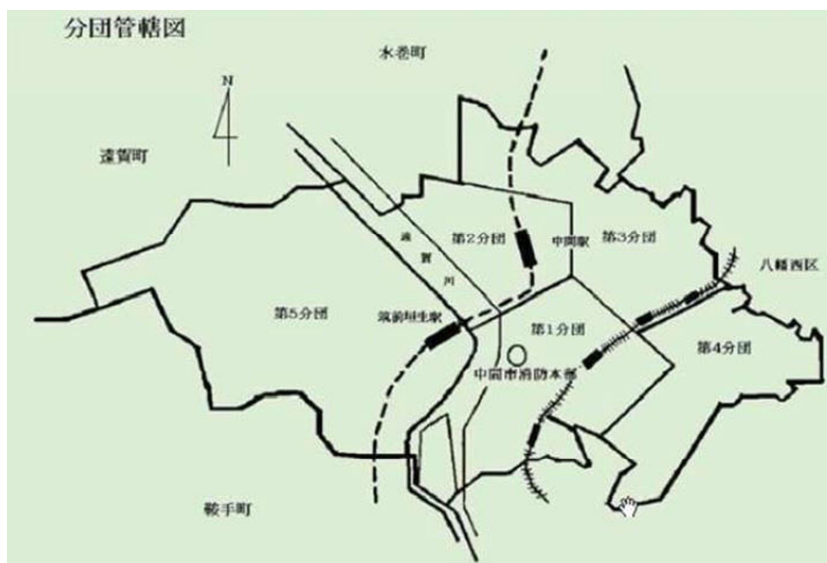 分団管轄図
水巻町
N
遠賀町
遠賀川
第2分団
中間駅
第3分団
八幡西区
第5分団
筑前垣生駅
第1分団
第4分団
中間市消防本部
鞍手町